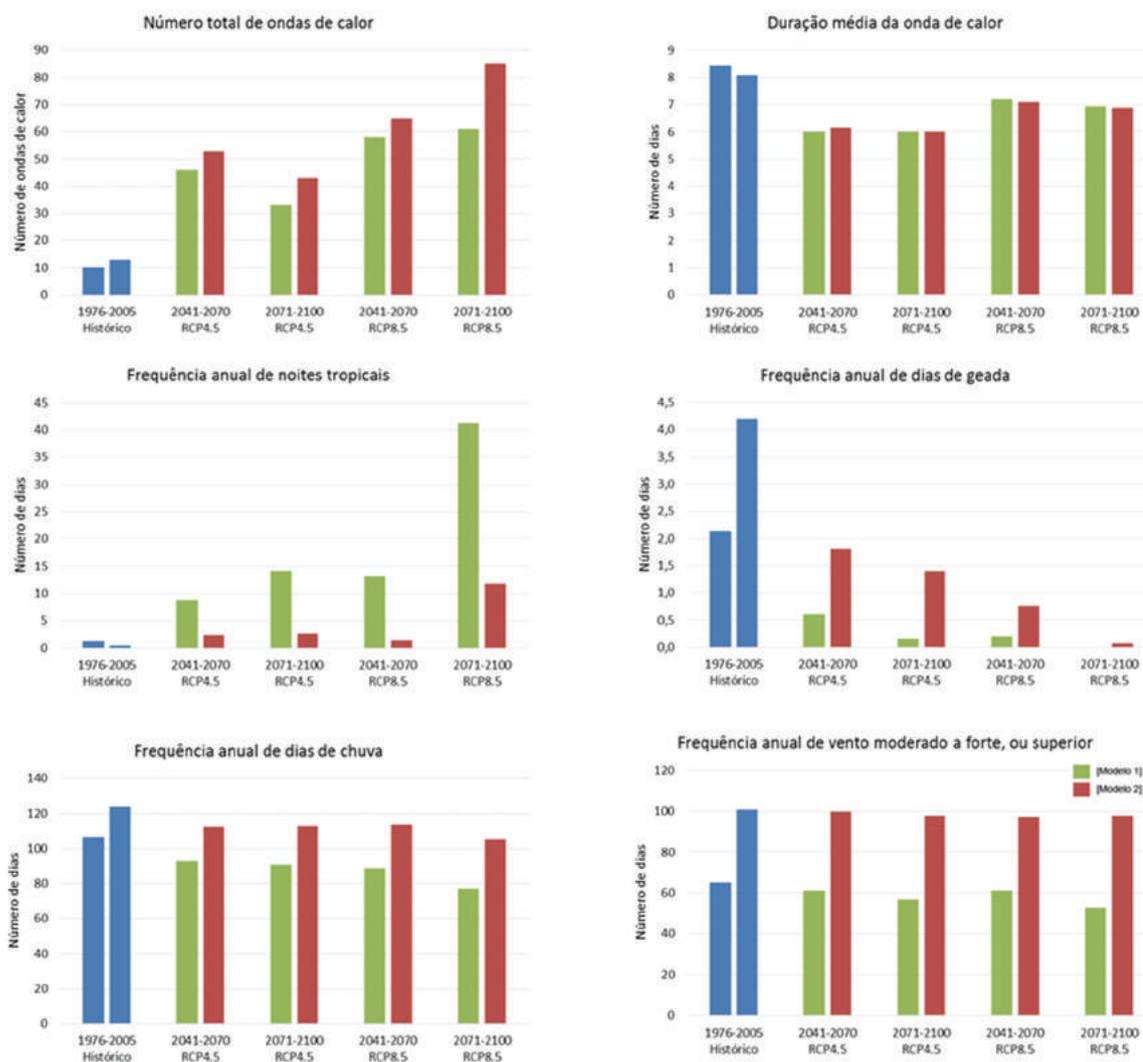 Número total de ondas de calor
Número de ondas de calor
90
80
70
60
50
40
30
20
10
0
1976-2005 2041-2070 2071-2100 2041-2070 2071-2100
Histórico RCP4.5 RCP4.5 RCP8.5 RCP8.5
Duração média da onda de calor
Número de dias
9
8
7
6
5
4
3
2
1
0
1976-2005 2041-2070 2071-2100 2041-2070 2071-2100
Histórico RCP4.5 RCP4.5 RCP8.5 RCP8.5
Frequência anual de noites tropicais
Número de dias
45
40
35
30
25
20
15
10
5
0
1976-2005 2041-2070 2071-2100 2041-2070 2071-2100
Histórico RCP4.5 RCP4.5 RCP8.5 RCP8.5
Frequência anual de dias de geada
Número de dias
4,5
4,0
3,5
3,0
2,5
2,0
1,5
1,0
0,5
0,0
1976-2005 2041-2070 2071-2100 2041-2070 2071-2100
Histórico RCP4.5 RCP4.5 RCP8.5 RCP8.5
Frequência anual de dias de chuva
Número de dias
140
120
100
80
60
40
20
0
1976-2005 2041-2070 2071-2100 2041-2070 2071-2100
Histórico RCP4.5 RCP4.5 RCP8.5 RCP8.5
Frequência anual de vento moderado a forte, ou superior
[Modelo 1]
[Modelo 2]
Número de dias
120
100
80
60
40
20
0
1976-2005 2041-2070 2071-2100 2041-2070 2071-2100
Histórico RCP4.5 RCP4.5 RCP8.5 RCP8.5